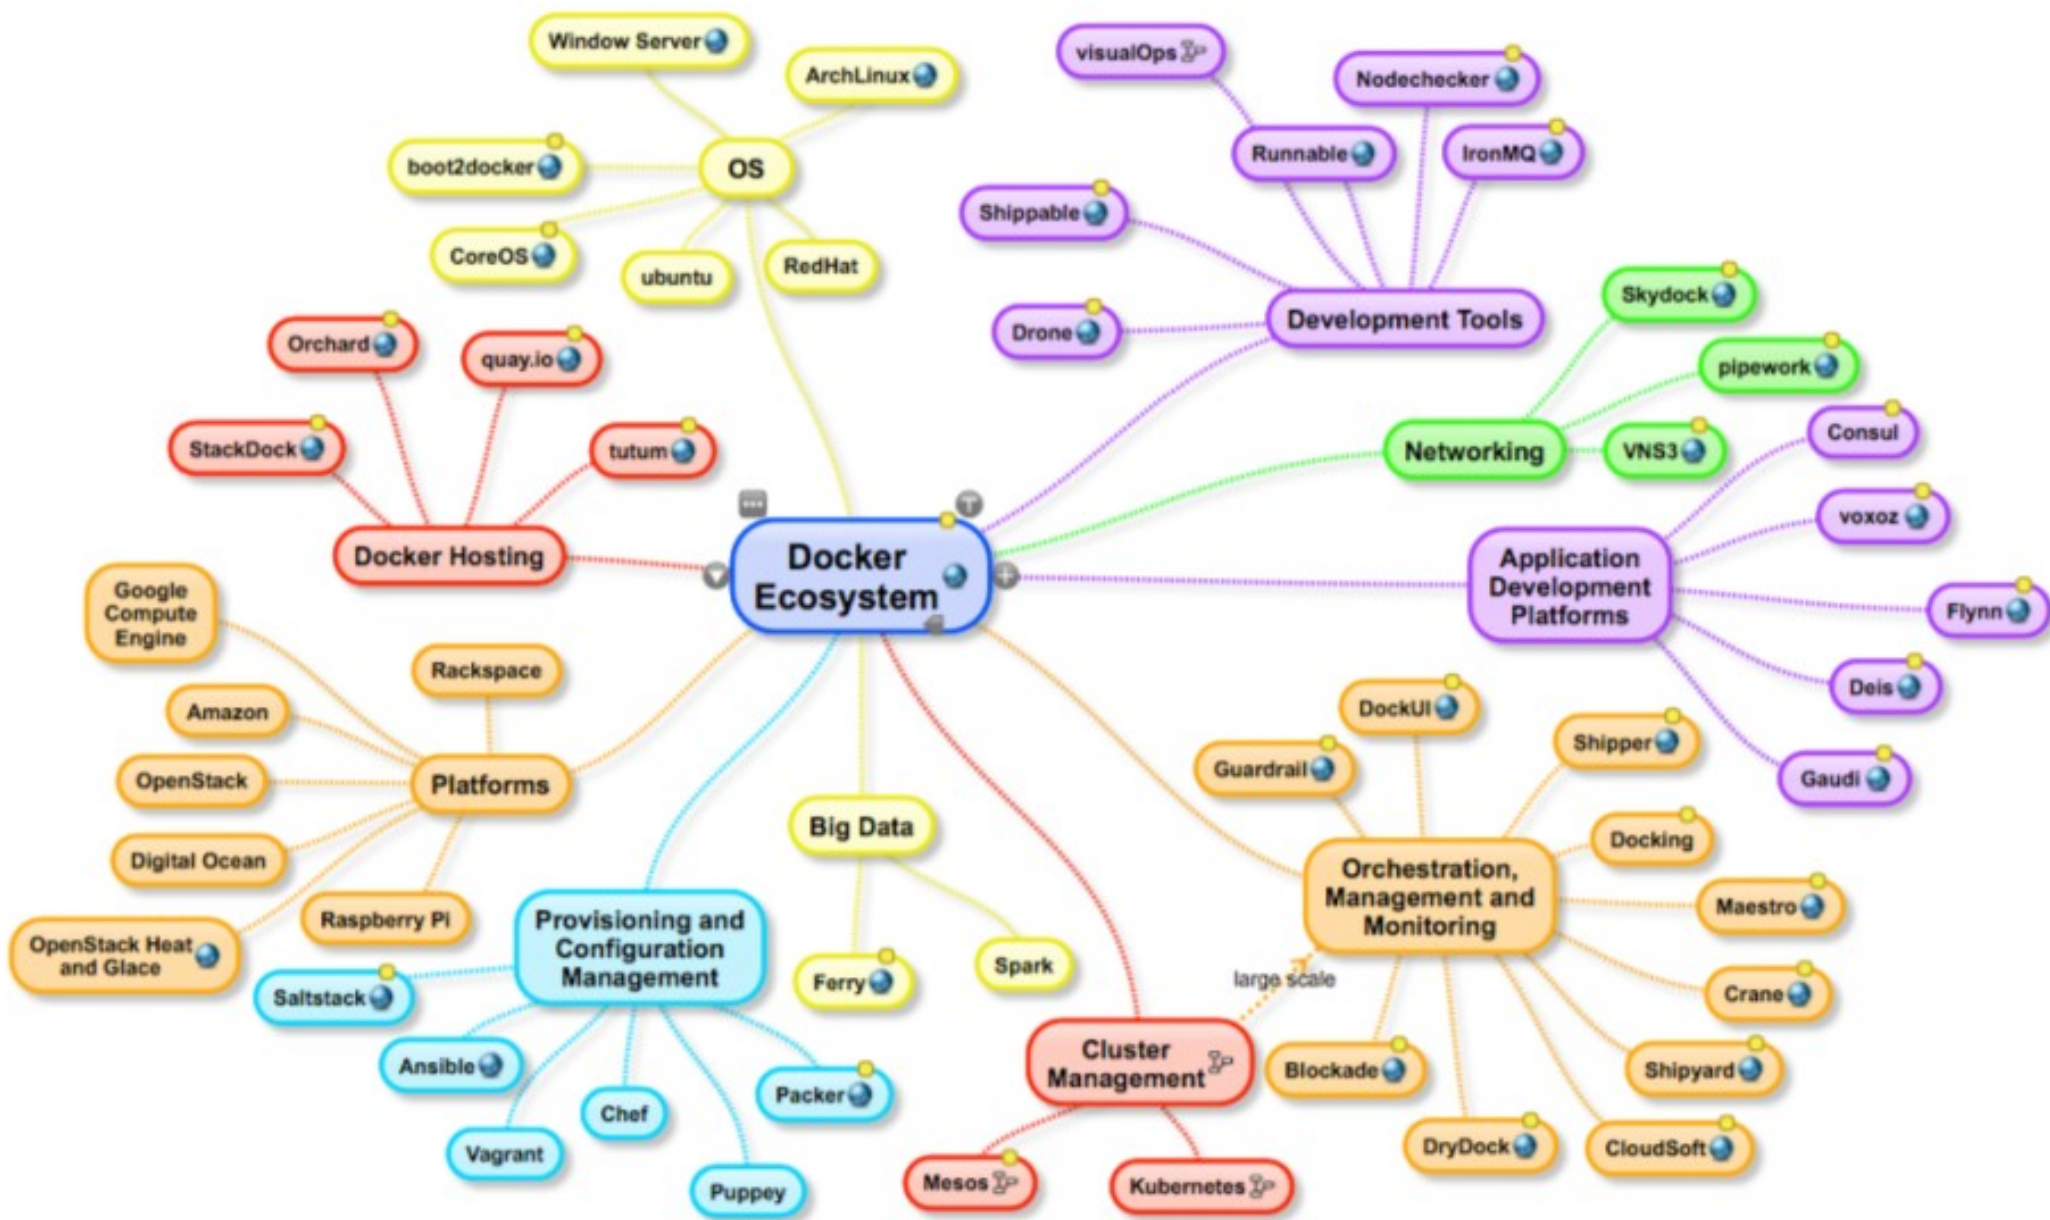 Window Server
ArchLinux
boot2docker
OS
CoreOS
ubuntu
RedHat
visualOps
Nodechecker
Runnable
IronMQ
Shippable
Drone
Development Tools
Skydock
pipework
Networking
VNS3
Orchard
quay.io
StackDock
tutum
Docker Hosting
Docker
Ecosystem
Consul
voxoz
Application
Development
Platforms
Flynn
Deis
Gaudi
Google
Compute
Engine
Rackspace
Amazon
OpenStack
Platforms
Digital Ocean
Raspberry Pi
OpenStack Heat
and Glace
Provisioning and
Configuration
Management
Saltstack
Ansible
Vagrant
Chef
Puppey
Packer
Big Data
Ferry
Spark
Cluster
Management
Mesos
Kubernetes
large scale
DockUI
Guardrail
Shipper
Docking
Orchestration,
Management and
Monitoring
Maestro
Crane
Shipyard
Blockade
DryDock
CloudSoft